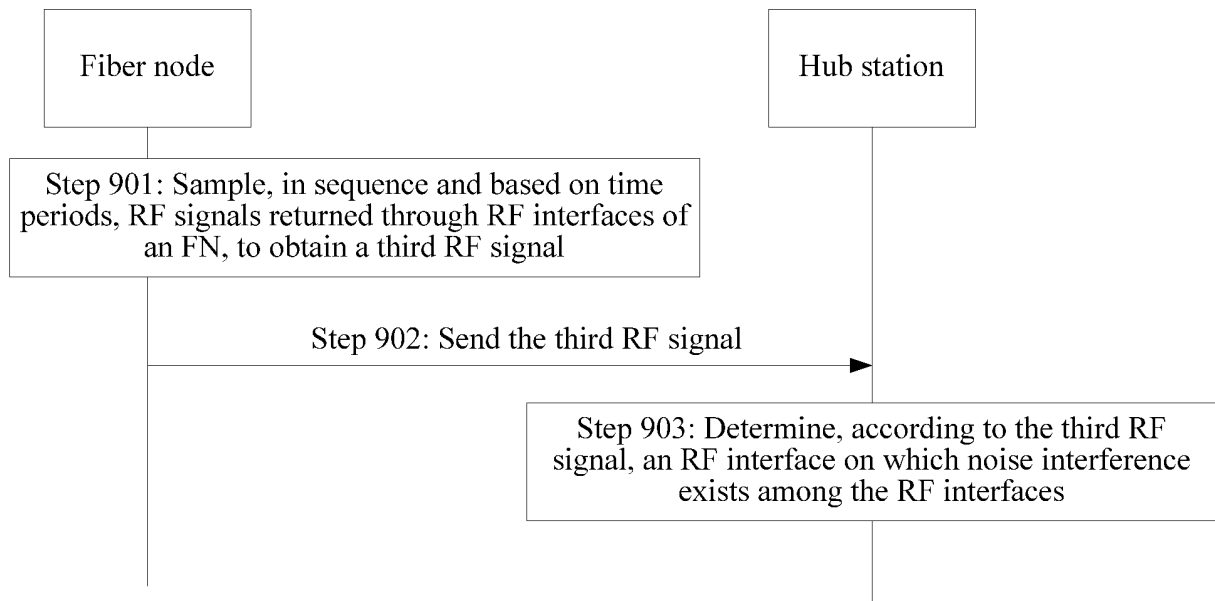 Fiber node
Hub station
Step 901: Sample, in sequence and based on time
periods, RF signals returned through RF interfaces of
an FN, to obtain a third RF signal
Step 902: Send the third RF signal
Step 903: Determine, according to the third RF
signal, an RF interface on which noise interference
exists among the RF interfaces